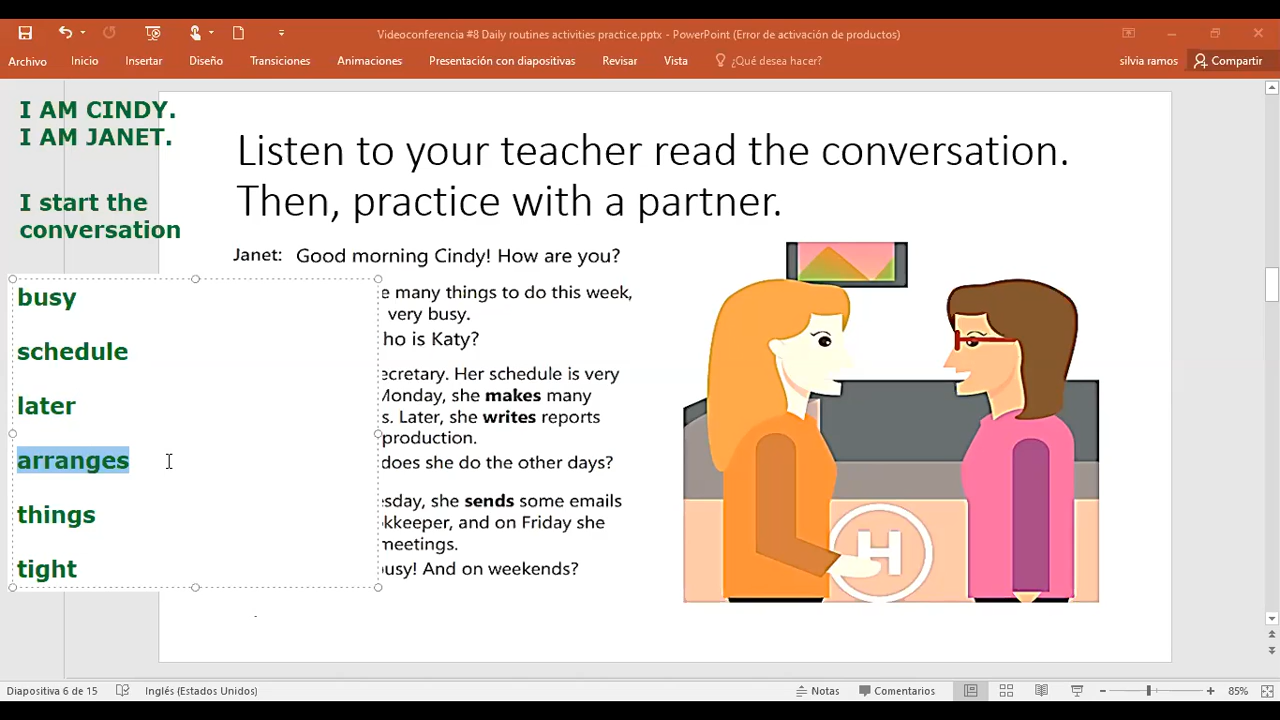 Videoconferencia #8 Daily routines activities practice.pptx - PowerPoint (Error de activación de productos)
Archivo Inicio Insertar Diseño Transiciones Animaciones Presentación con diapositivas Revisar Vista ¿Qué desea hacer? silvia ramos Compartir
I AM CINDY.
I AM JANET.
I start the
conversation
busy
schedule
later
arranges
things
tight
Listen to your teacher read the conversation.
Then, practice with a partner.
Janet: Good morning Cindy! How are you?
e many things to do this week,
very busy.
ho is Katy?
ecretary. Her schedule is very
Monday, she makes many
s. Later, she writes reports
production.
does she do the other days?
sday, she sends some emails
kkeeper, and on Friday she
meetings.
usy! And on weekends?
H
Diapositiva 6 de 15 Inglés (Estados Unidos) Notas Comentarios 85%